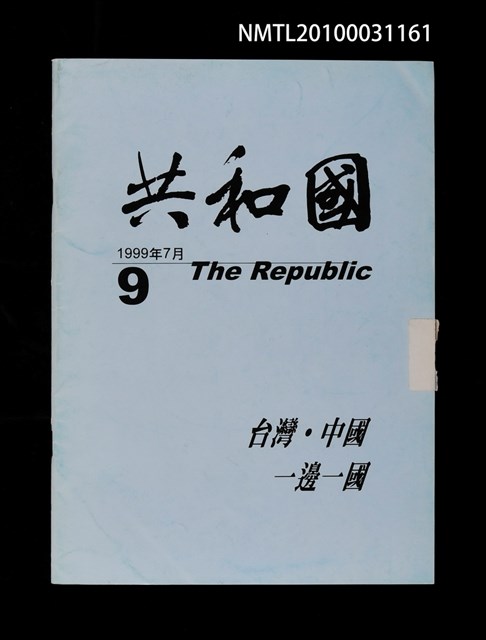 NMTL20100031161
共和國
1999年7月
9
The Republic
台灣・中國
一邊一國